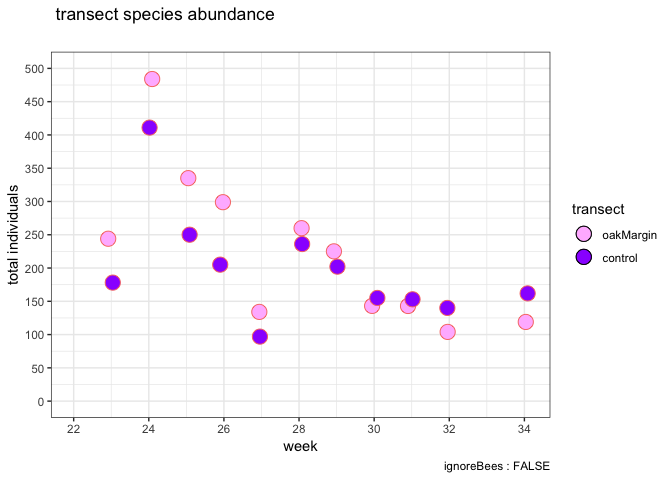 transect species abundance
500
450
400
350
300
250
200
150
100
50
0
total individuals
22 24 26 28 30 32 34
week
transect
oakMargin
control
ignoreBees : FALSE